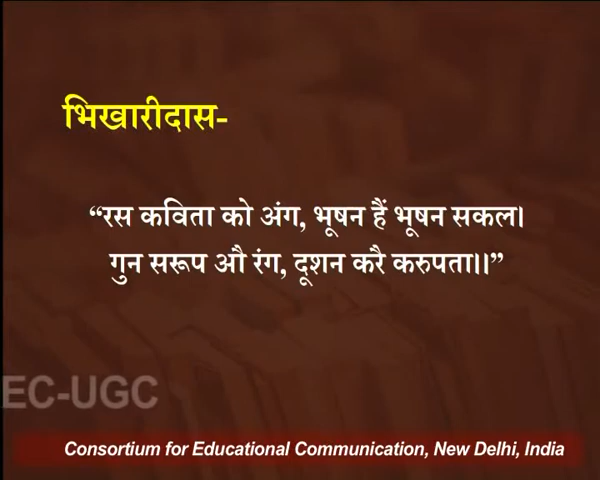 भिखारीदास-
“रस कविता को अंग, भूषन हैं भूषन सकल।
गुन सरूप औ रंग, दूशन करै करुपता।।”
EC-UGC
Consortium for Educational Communication, New Delhi, India